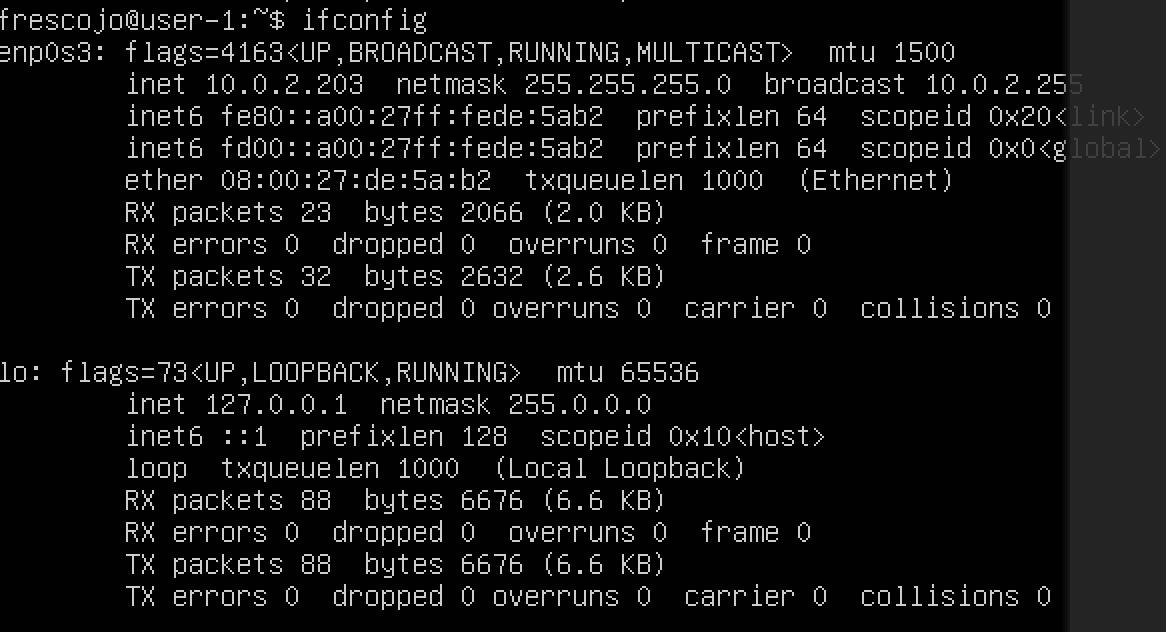 frescojo@user-1:~$ ifconfig
enp0s3: flags=4163<UP,BROADCAST,RUNNING,MULTICAST>  mtu 1500
        inet 10.0.2.203  netmask 255.255.255.0  broadcast 10.0.2.255
        inet6 fe80::a00:27ff:fede:5ab2  prefixlen 64  scopeid 0x20<link>
        inet6 fd00::a00:27ff:fede:5ab2  prefixlen 64  scopeid 0x0<global>
        ether 08:00:27:de:5a:b2  txqueuelen 1000  (Ethernet)
        RX packets 23  bytes 2066 (2.0 KB)
        RX errors 0  dropped 0  overruns 0  frame 0
        TX packets 32  bytes 2632 (2.6 KB)
        TX errors 0  dropped 0 overruns 0  carrier 0  collisions 0

lo: flags=73<UP,LOOPBACK,RUNNING>  mtu 65536
        inet 127.0.0.1  netmask 255.0.0.0
        inet6 ::1  prefixlen 128  scopeid 0x10<host>
        loop  txqueuelen 1000  (Local Loopback)
        RX packets 88  bytes 6676 (6.6 KB)
        RX errors 0  dropped 0  overruns 0  frame 0
        TX packets 88  bytes 6676 (6.6 KB)
        TX errors 0  dropped 0 overruns 0  carrier 0  collisions 0